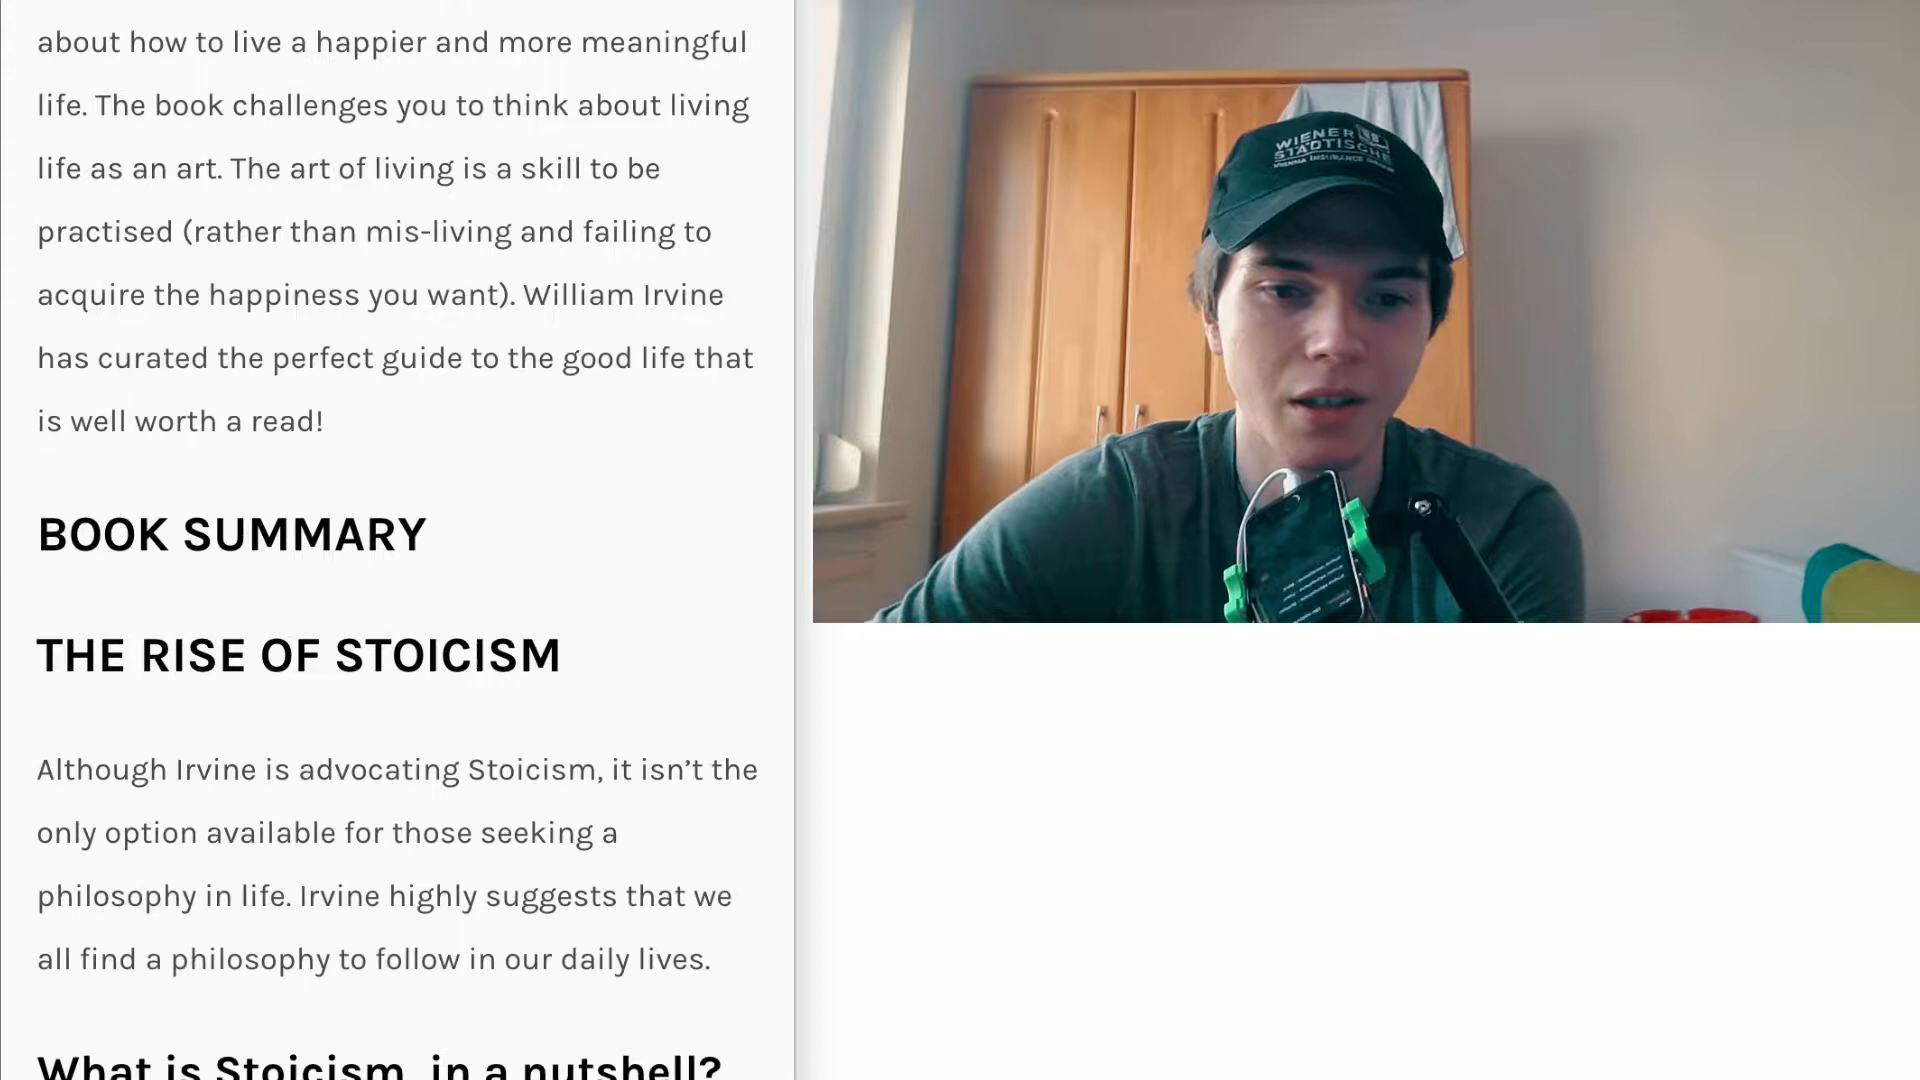 about how to live a happier and more meaningful
life. The book challenges you to think about living
life as an art. The art of living is a skill to be
practised (rather than mis-living and failing to
acquire the happiness you want). William Irvine
has curated the perfect guide to the good life that
is well worth a read!
BOOK SUMMARY
THE RISE OF STOICISM
Although Irvine is advocating Stoicism, it isn’t the
only option available for those seeking a
philosophy in life. Irvine highly suggests that we
all find a philosophy to follow in our daily lives.
What is Stoicism, in a nutshell?
WIENER
STÄDTISCHE
VIENNA INSURANCE GROUP